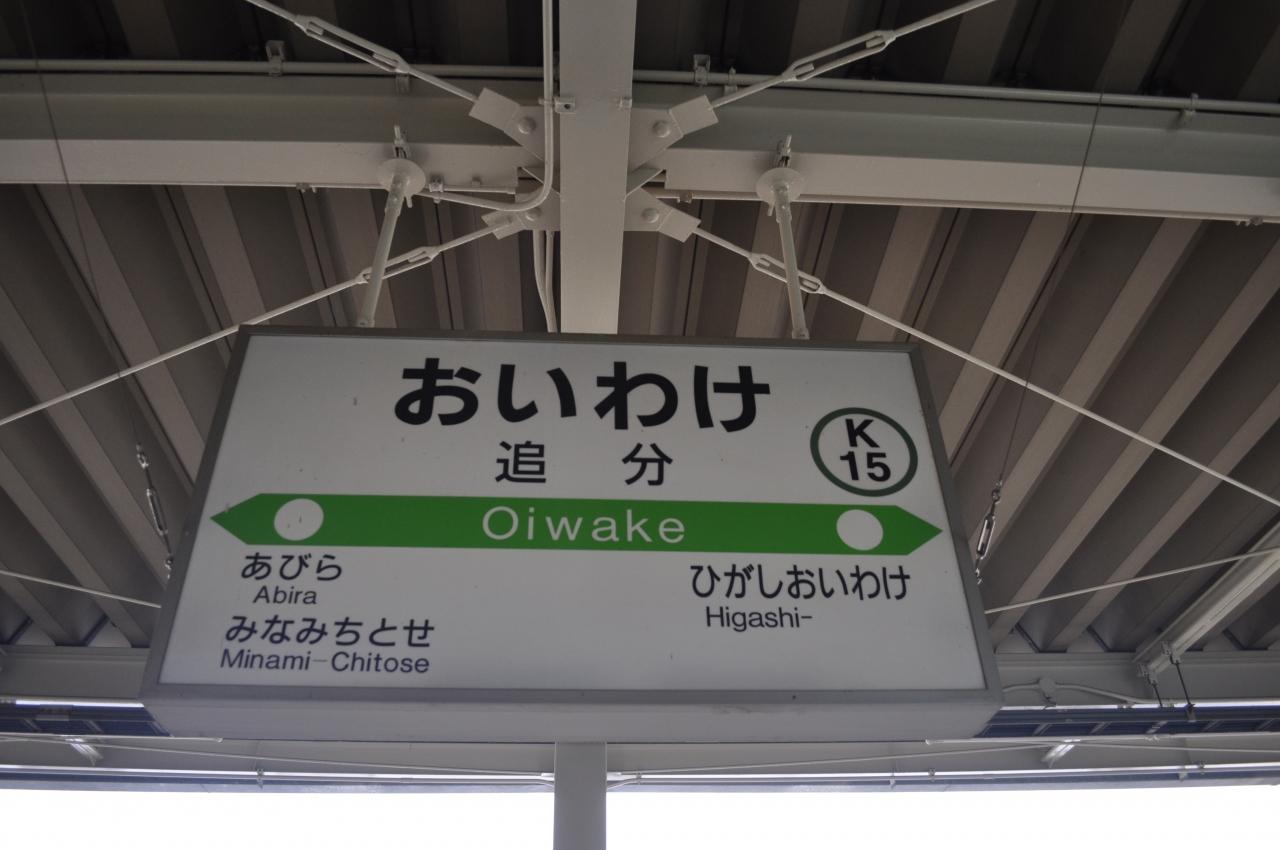 おいわけ
追分
K
15
Oiwake
あびら
Abira
みなみちとせ
Minami-Chitose
ひがしおいわけ
Higashi-